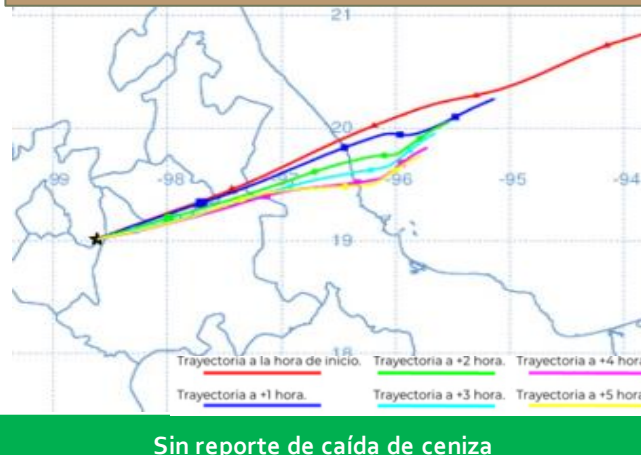 21
20
-99 -98 -97 -96 -95 -94
19
18
Trayectoria a la hora de inicio. Trayectoria a +2 hora. Trayectoria a +4 hora
Trayectoria a +1 hora. Trayectoria a +3 hora. Trayectoria a +5 hora
Sin reporte de caída de ceniza